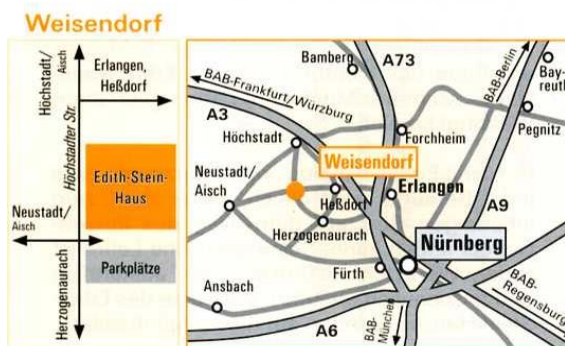 Weisendorf
Höchstadt/
Aisch
Erlangen,
Heßdorf
Höchstadter Str.
Edith-Stein-
Haus
Neustadt/
Aisch
Parkplätze
Herzogenaurach
Bamberg
A73
BAB-Berlin
Bay-
reuth
BAB-Frankfurt/Würzburg
A3
Pegnitz
Höchstadt
Forchheim
Weisendorf
Neustadt/
Aisch
Heßdorf
Erlangen
A9
Herzogenaurach
Nürnberg
Fürth
Ansbach
BAB-
Regensburg
A6
BAB-
München